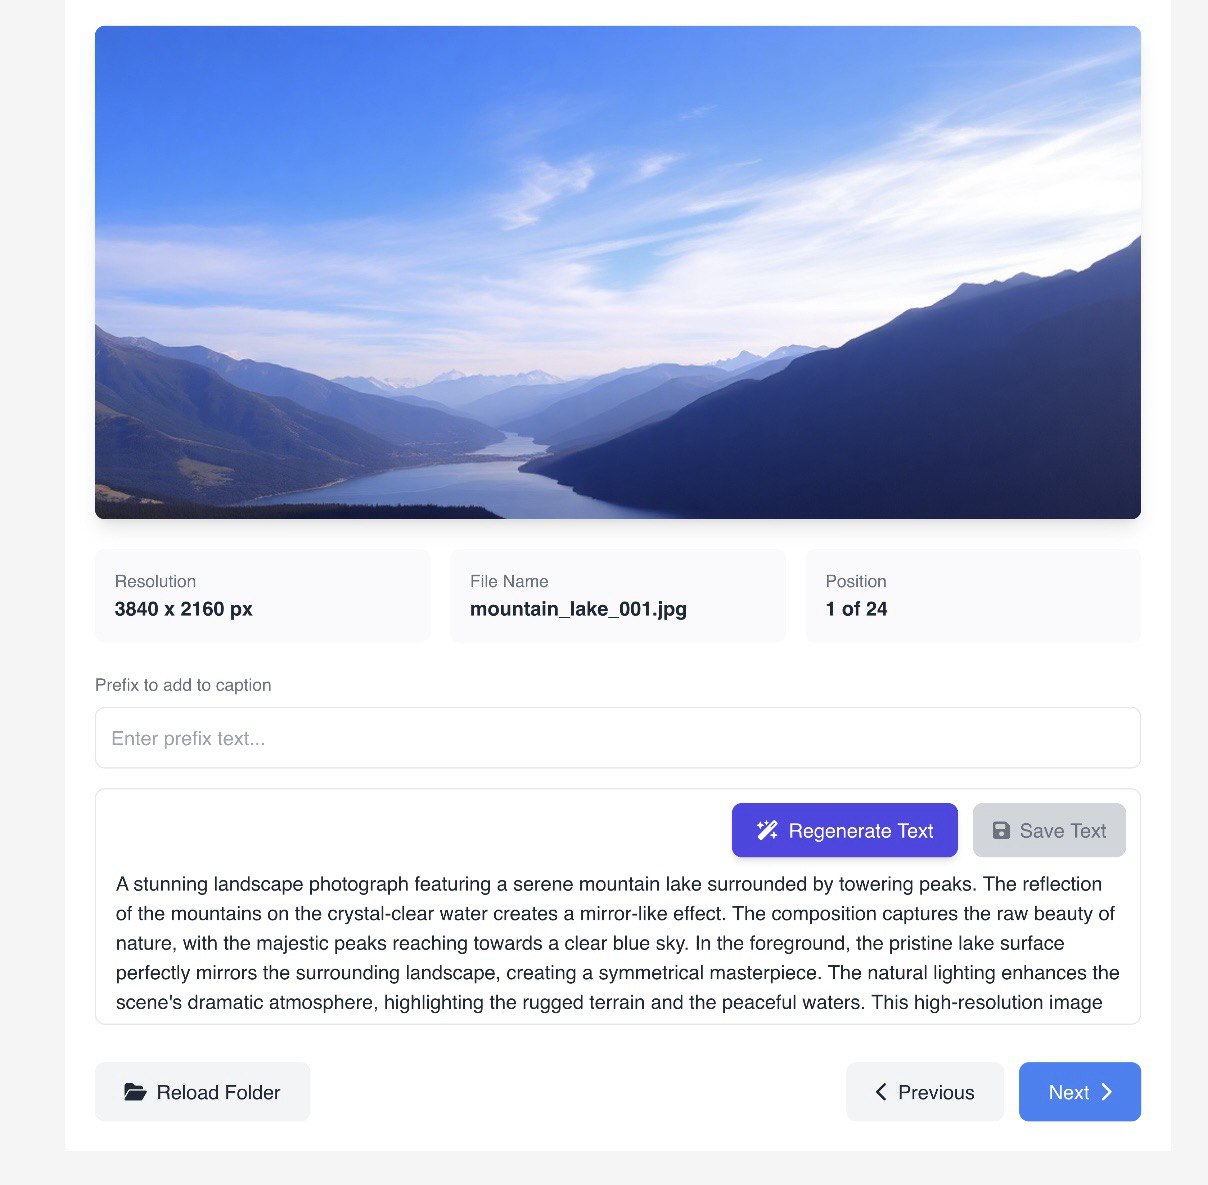 Resolution
3840 x 2160 px
File Name
mountain_lake_001.jpg
Position
1 of 24
Prefix to add to caption
Enter prefix text...
Regenerate Text
Save Text
A stunning landscape photograph featuring a serene mountain lake surrounded by towering peaks. The reflection
of the mountains on the crystal-clear water creates a mirror-like effect. The composition captures the raw beauty of
nature, with the majestic peaks reaching towards a clear blue sky. In the foreground, the pristine lake surface
perfectly mirrors the surrounding landscape, creating a symmetrical masterpiece. The natural lighting enhances the
scene's dramatic atmosphere, highlighting the rugged terrain and the peaceful waters. This high-resolution image
Reload Folder
Previous
Next